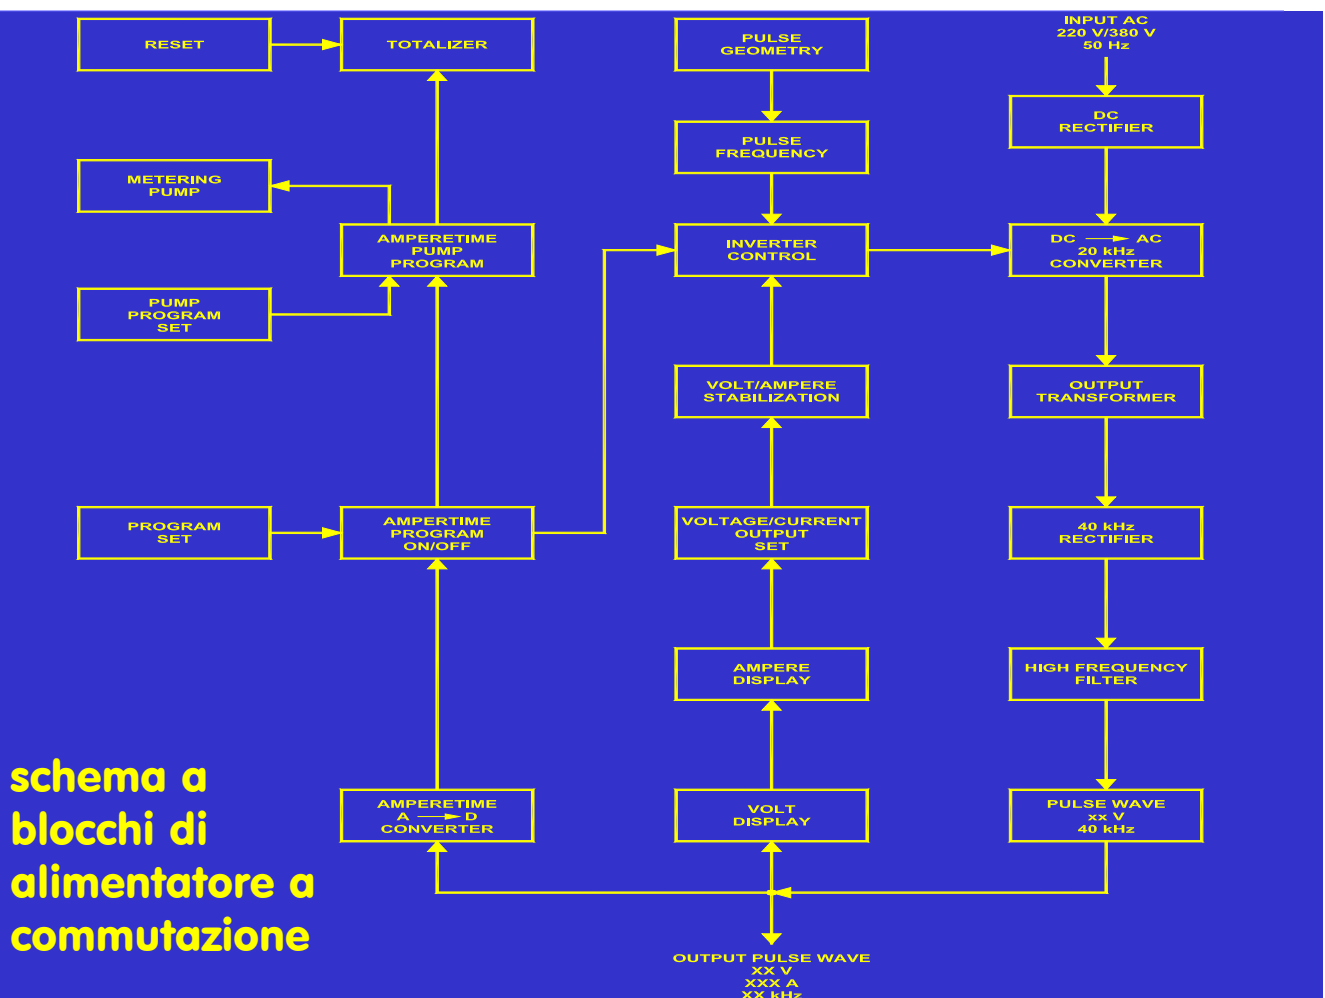 RESET
TOTALIZER
PULSE
GEOMETRY
INPUT AC
220 V/380 V
50 Hz
DC
RECTIFIER
PULSE
FREQUENCY
METERING
PUMP
AMPERETIME
PUMP
PROGRAM
INVERTER
CONTROL
DC AC
20 kHz
CONVERTER
PUMP
PROGRAM
SET
VOLT/AMPERE
STABILIZATION
OUTPUT
TRANSFORMER
PROGRAM
SET
AMPERTIME
PROGRAM
ON/OFF
VOLTAGE/CURRENT
OUTPUT
SET
40 kHz
RECTIFIER
AMPERE
DISPLAY
HIGH FREQUENCY
FILTER
AMPERETIME
A D
CONVERTER
VOLT
DISPLAY
PULSE WAVE
xx V
40 kHz
schema a
blocchi di
alimentatore a
commutazione
OUTPUT PULSE WAVE
XX V
XXX A
XX kHz